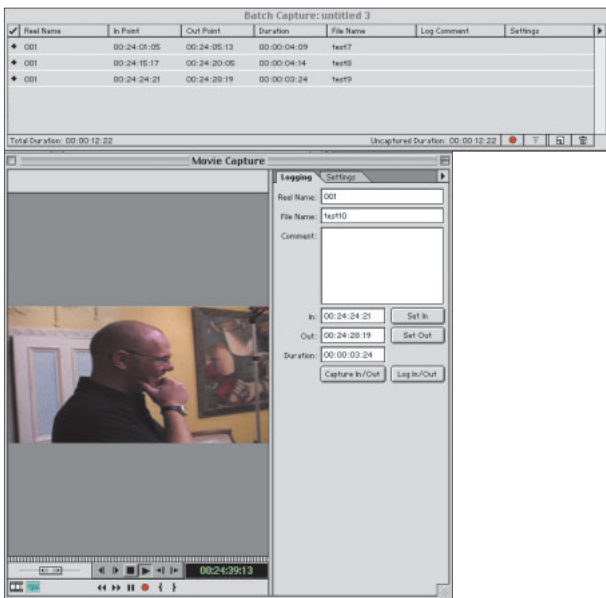 Batch Capture: untitled 3
✓ Reel Name In Point Out Point Duration File Name Log Comment Settings
001 00:24:01:05 00:24:05:13 00:00:04:09 test7
001 00:24:15:17 00:24:20:05 00:00:04:14 test8
001 00:24:24:21 00:24:28:19 00:00:03:24 test9
Total Duration: 00:00:12:22 Uncaptured Duration: 00:00:12:22
Movie Capture
Logging Settings
Reel Name: 001
File Name: test10
Comment:
In: 00:24:24:21 Set In
Out: 00:24:28:19 Set Out
Duration: 00:00:03:24
Capture In/Out Log In/Out
00:24:39:13